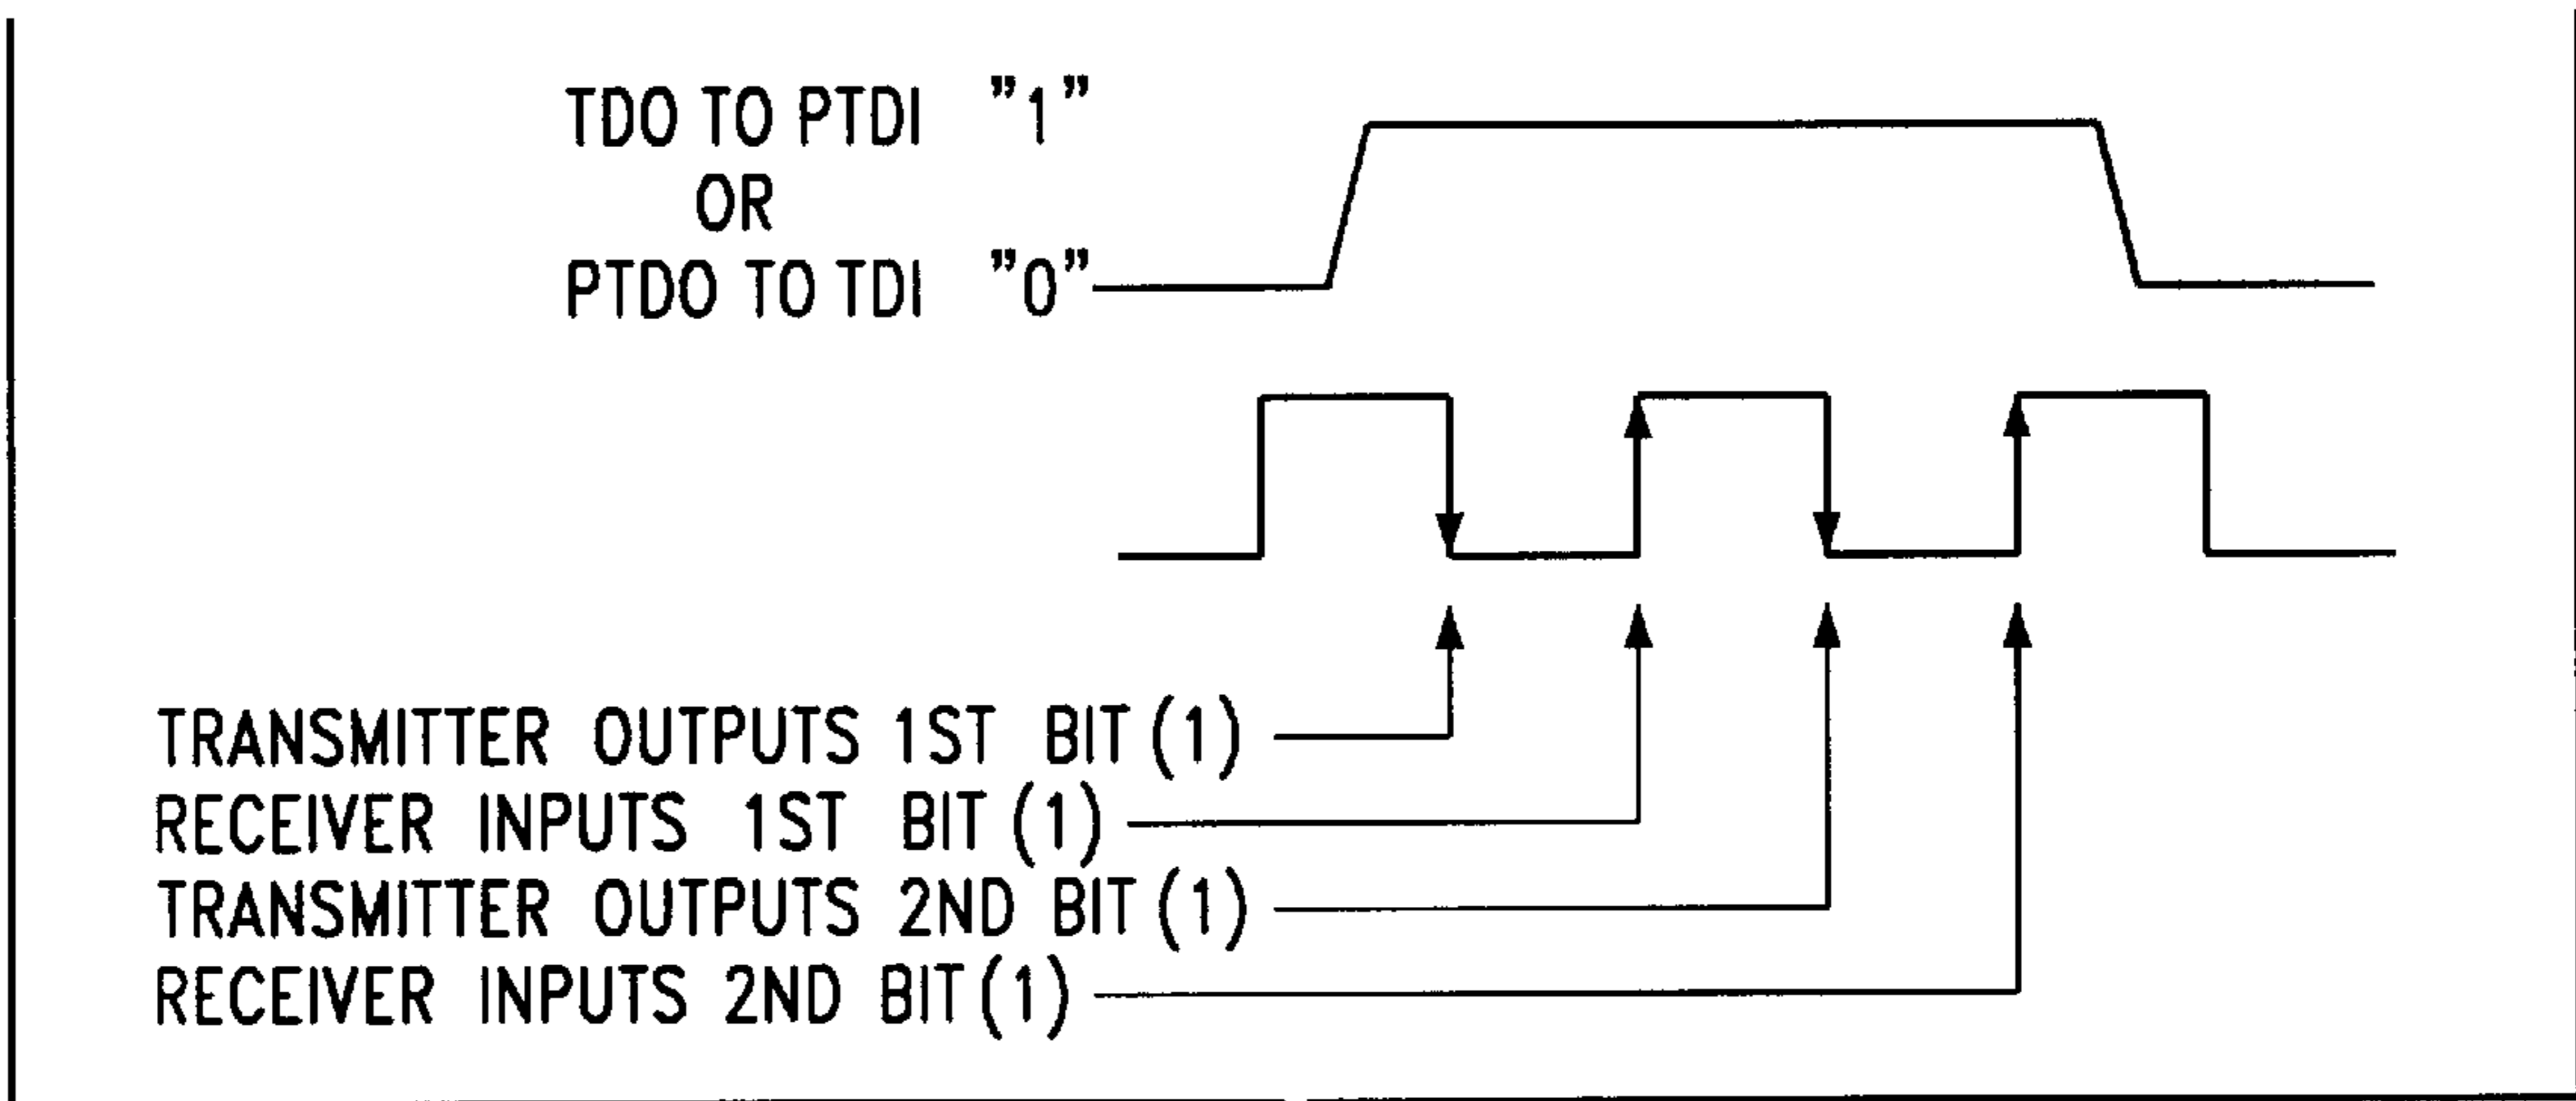 TDO TO PTDI "1"
OR
PTDO TO TDI "0"
TRANSMITTER OUTPUTS 1ST BIT (1)
RECEIVER INPUTS 1ST BIT (1)
TRANSMITTER OUTPUTS 2ND BIT (1)
RECEIVER INPUTS 2ND BIT (1)